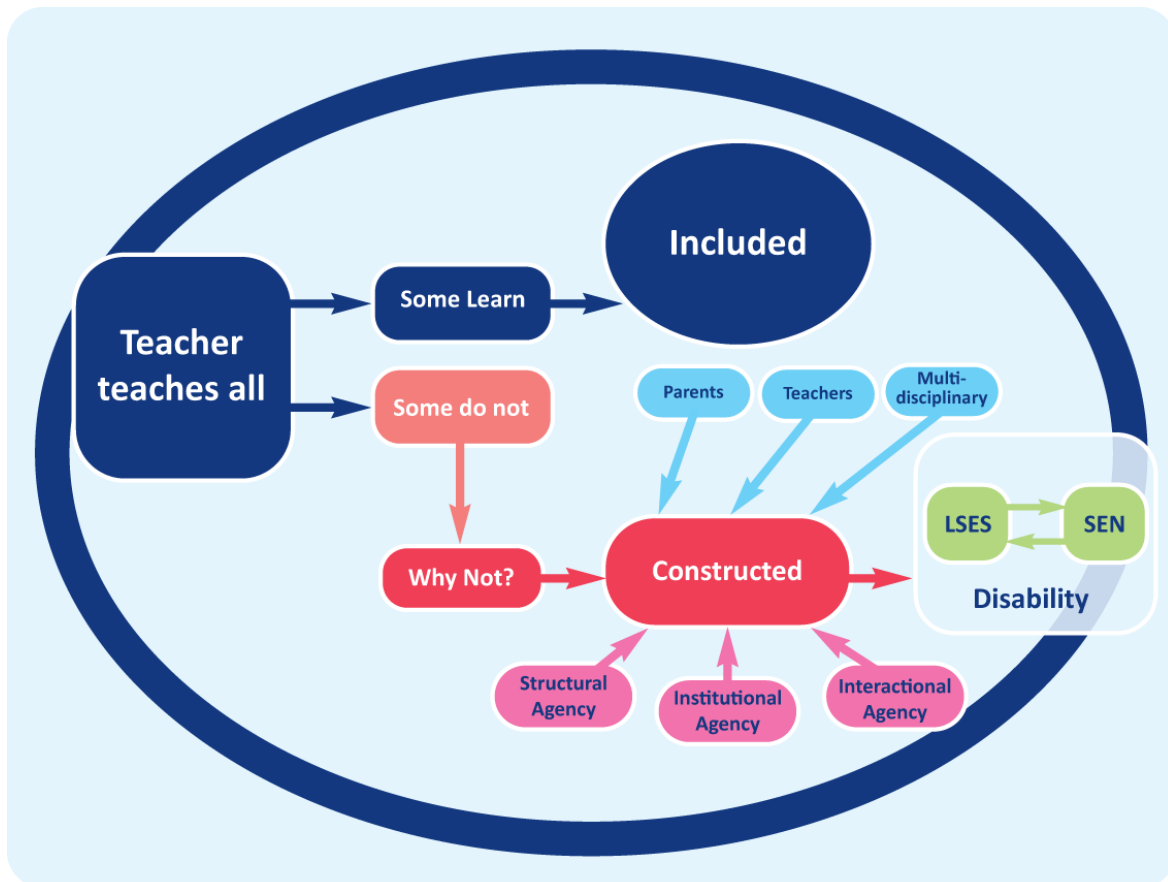 Included
Some Learn
Teacher
teaches all
Some do not
Parents
Teachers
Multi-
disciplinary
LSES
SEN
Disability
Why Not?
Constructed
Structural
Agency
Institutional
Agency
Interactional
Agency